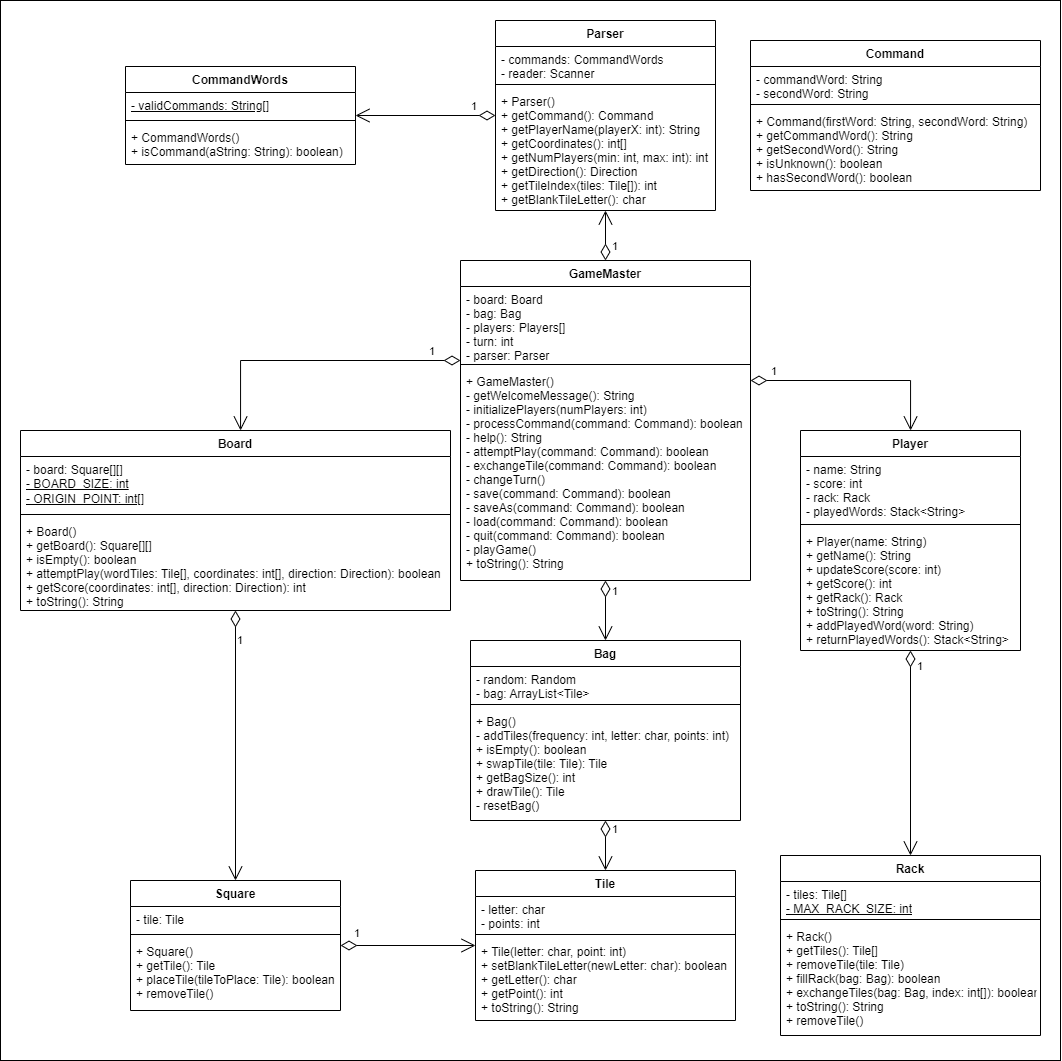 Parser
- commands: CommandWords
- reader: Scanner
+ Parser()
+ getCommand(): Command
+ getPlayerName(playerX: int): String
+ getCoordinates(): int[]
+ getNumPlayers(min: int, max: int): int
+ getDirection(): Direction
+ getTileIndex(tiles: Tile[]): int
+ getBlankTileLetter(): char
Command
- commandWord: String
- secondWord: String
+ Command(firstWord: String, secondWord: String)
+ getCommandWord(): String
+ getSecondWord(): String
+ isUnknown(): boolean
+ hasSecondWord(): boolean
CommandWords
- validCommands: String[]
+ CommandWords()
+ isCommand(aString: String): boolean)
1
1
GameMaster
- board: Board
- bag: Bag
- players: Players[]
- turn: int
- parser: Parser
+ GameMaster()
- getWelcomeMessage(): String
- initializePlayers(numPlayers: int)
- processCommand(command: Command): boolean
- help(): String
- attemptPlay(command: Command): boolean
- exchangeTile(command: Command): boolean
- changeTurn()
- save(command: Command): boolean
- saveAs(command: Command): boolean
- load(command: Command): boolean
- quit(command: Command): boolean
- playGame()
+ toString(): String
1
1
1
Board
- board: Square[][]
- BOARD_SIZE: int
- ORIGIN_POINT: int[]
+ Board()
+ getBoard(): Square[][]
+ isEmpty(): boolean
+ attemptPlay(wordTiles: Tile[], coordinates: int[], direction: Direction): boolean
+ getScore(coordinates: int[], direction: Direction): int
+ toString(): String
1
Player
- name: String
- score: int
- rack: Rack
- playedWords: Stack<String>
+ Player(name: String)
+ getName(): String
+ updateScore(score: int)
+ getScore(): int
+ getRack(): Rack
+ toString(): String
+ addPlayedWord(word: String)
+ returnPlayedWords(): Stack<String>
1
Bag
- random: Random
- bag: ArrayList<Tile>
+ Bag()
- addTiles(frequency: int, letter: char, points: int)
+ isEmpty(): boolean
+ swapTile(tile: Tile): Tile
+ getBagSize(): int
+ drawTile(): Tile
- resetBag()
1
Square
- tile: Tile
+ Square()
+ getTile(): Tile
+ placeTile(tileToPlace: Tile): boolean
+ removeTile()
1
Tile
- letter: char
- points: int
+ Tile(letter: char, point: int)
+ setBlankTileLetter(newLetter: char): boolean
+ getLetter(): char
+ getPoint(): int
+ toString(): String
Rack
- tiles: Tile[]
- MAX_RACK_SIZE: int
+ Rack()
+ getTiles(): Tile[]
+ removeTile(tile: Tile)
+ fillRack(bag: Bag): boolean
+ exchangeTiles(bag: Bag, index: int[]): boolear
+ toString(): String
+ removeTile()